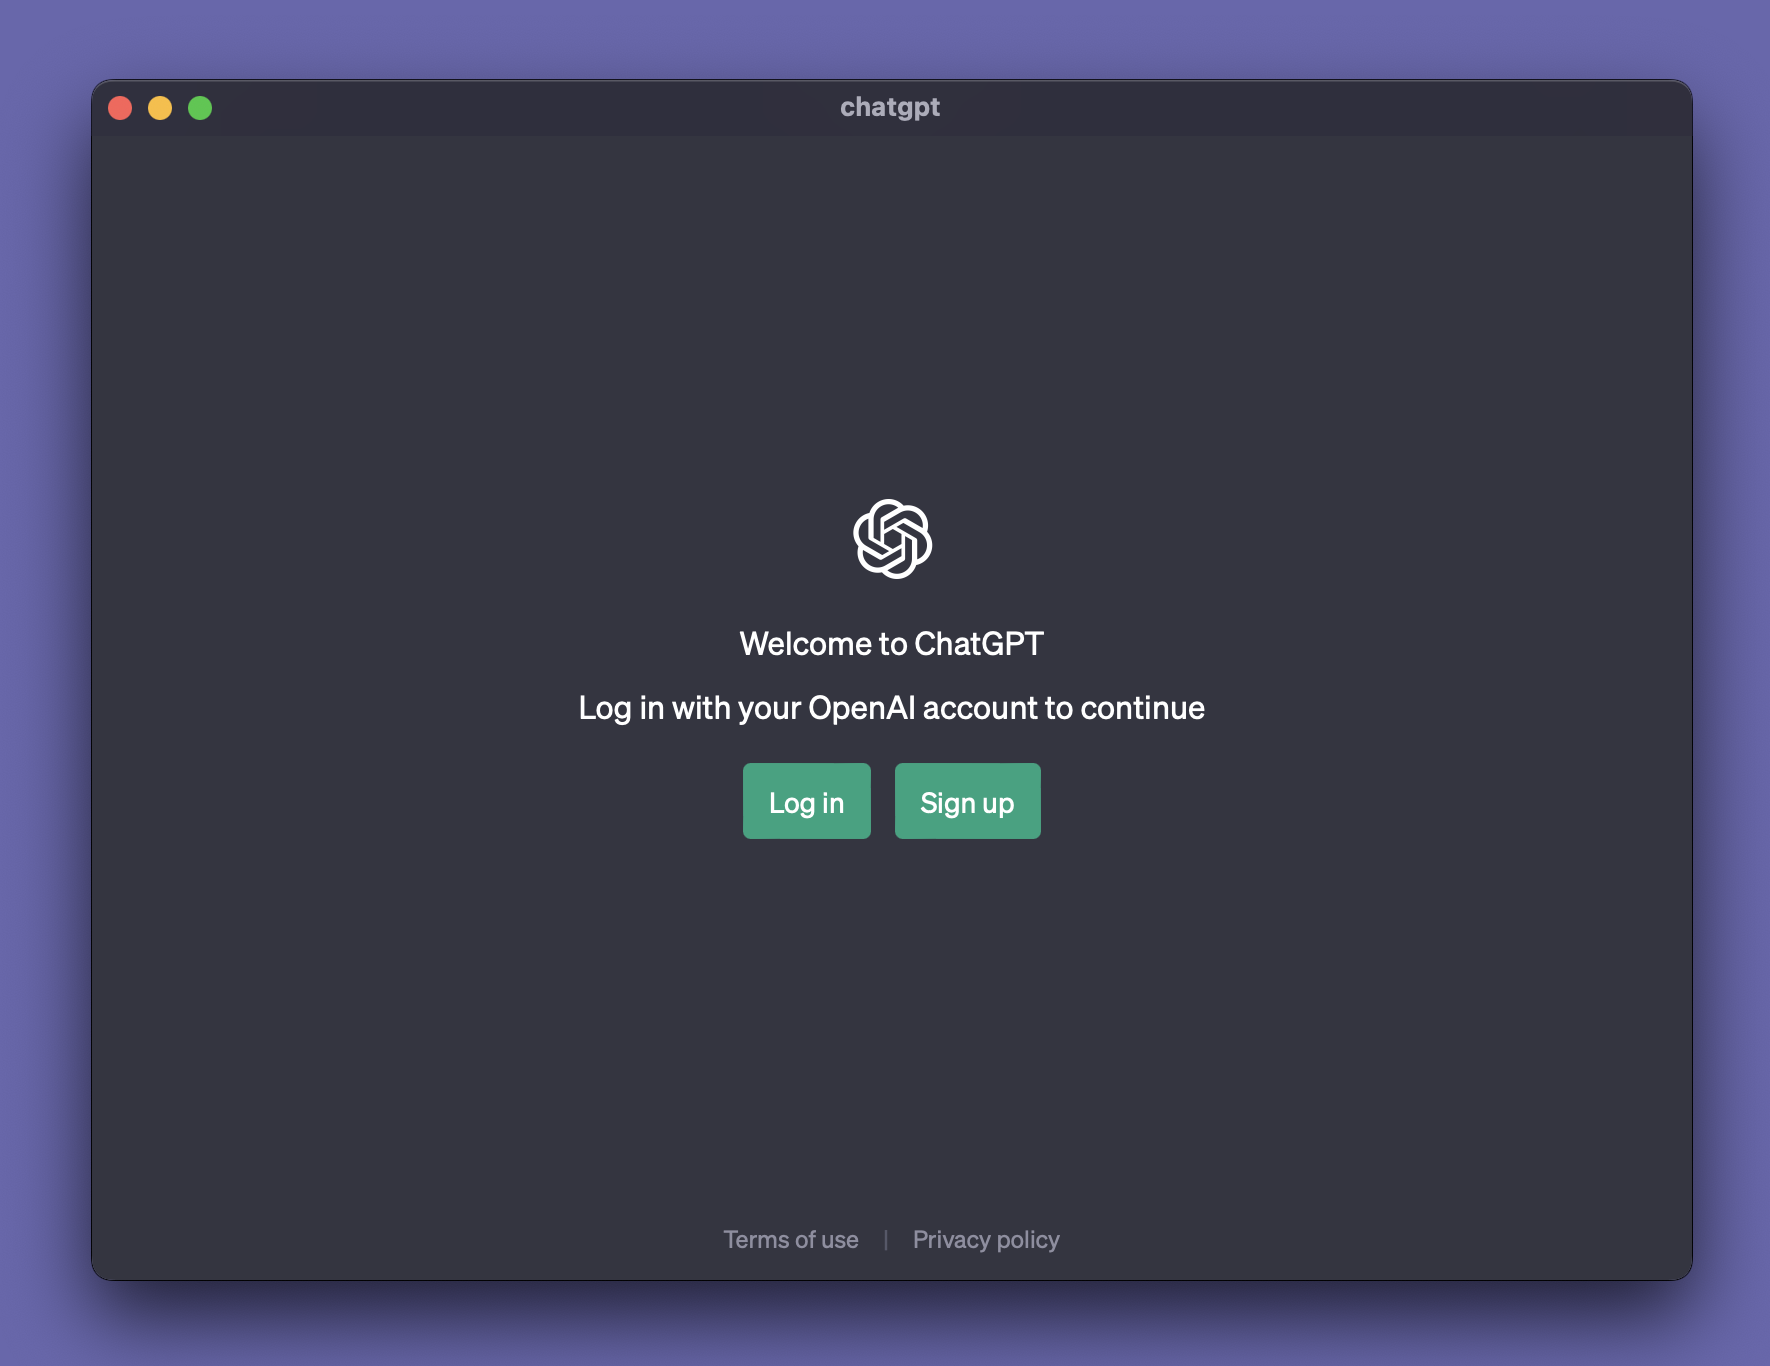 chatgpt
Welcome to ChatGPT
Log in with your OpenAI account to continue
Log in
Sign up
Terms of use | Privacy policy